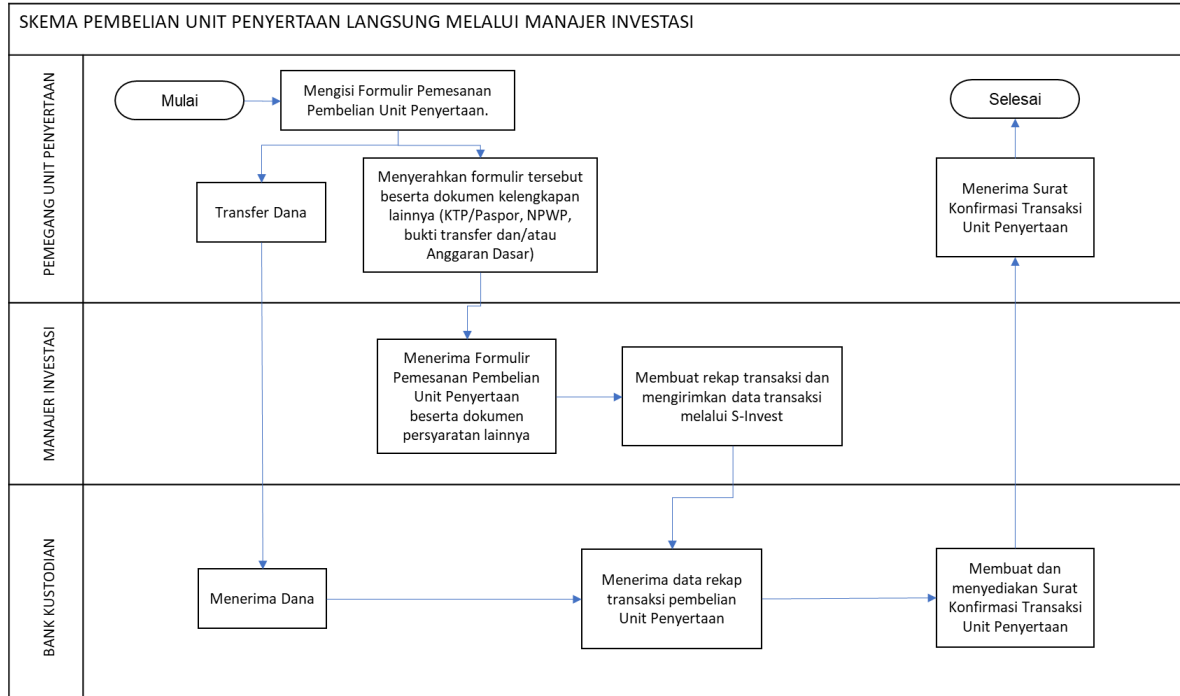 SKEMA PEMBELIAN UNIT PENYERTAAN LANGSUNG MELALUI MANAJER INVESTASI
PEMEGANG UNIT PENYERTAAN
Mulai
Mengisi Formulir Pemesanan
Pembelian Unit Penyertaan.
Transfer Dana
Menyerahkan formulir tersebut
beserta dokumen kelengkapan
lainnya (KTP/Paspor, NPWP,
bukti transfer dan/atau
Anggaran Dasar)
Selesai
Menerima Surat
Konfirmasi Transaksi
Unit Penyertaan
MANAJER INVESTASI
Menerima Formulir
Pemesanan Pembelian
Unit Penyertaan
beserta dokumen
persyaratan lainnya
Membuat rekap transaksi dan
mengirimkan data transaksi
melalui S-Invest
BANK KUSTODIAN
Menerima Dana
Menerima data rekap
transaksi pembelian
Unit Penyertaan
Membuat dan
menyediakan Surat
Konfirmasi Transaksi
Unit Penyertaan